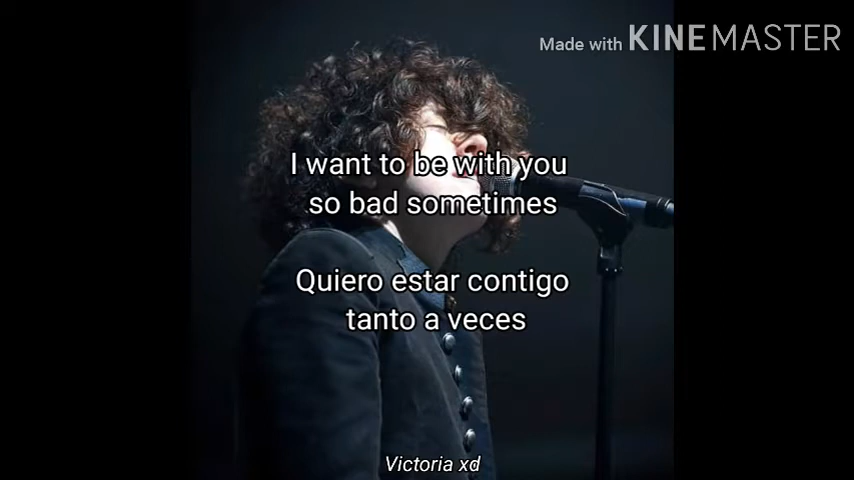 Made with KINEMASTER
I want to be with you
so bad sometimes
Quiero estar contigo
tanto a veces
Victoria xd